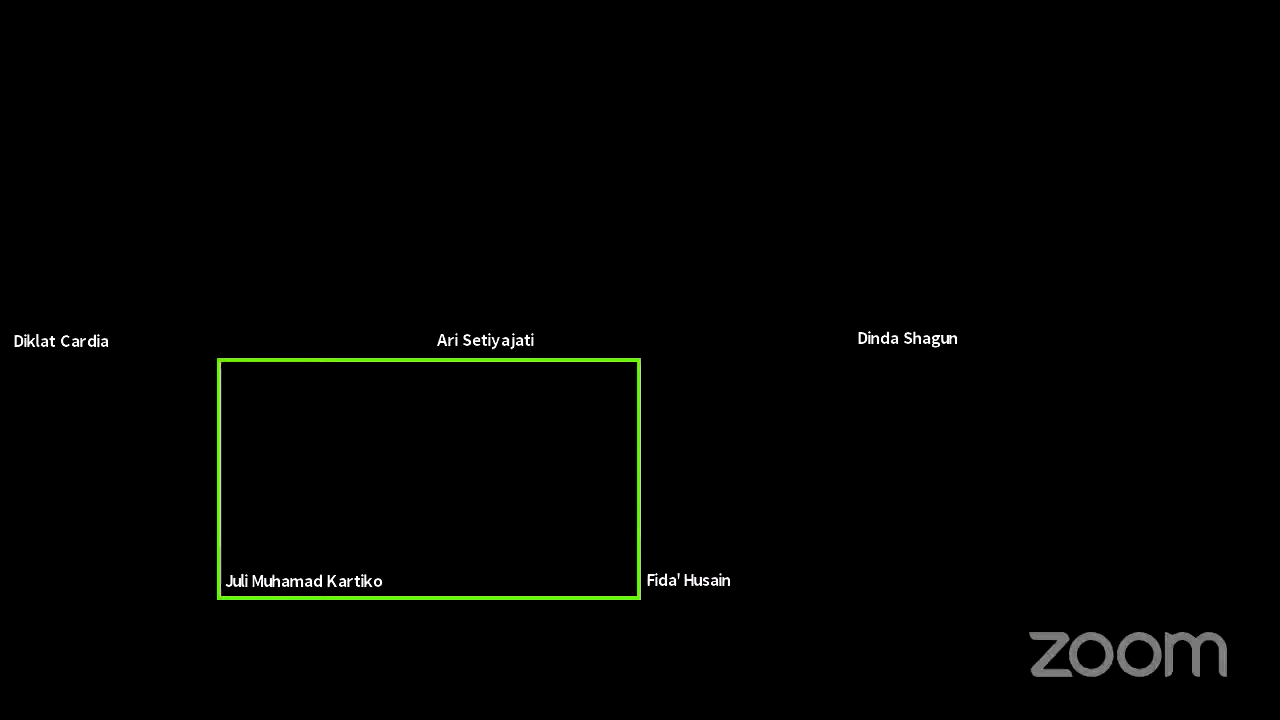 Diklat Cardia
Ari Setiyajati
Dinda Shagun
Juli Muhamad Kartiko
Fida' Husain
zoom